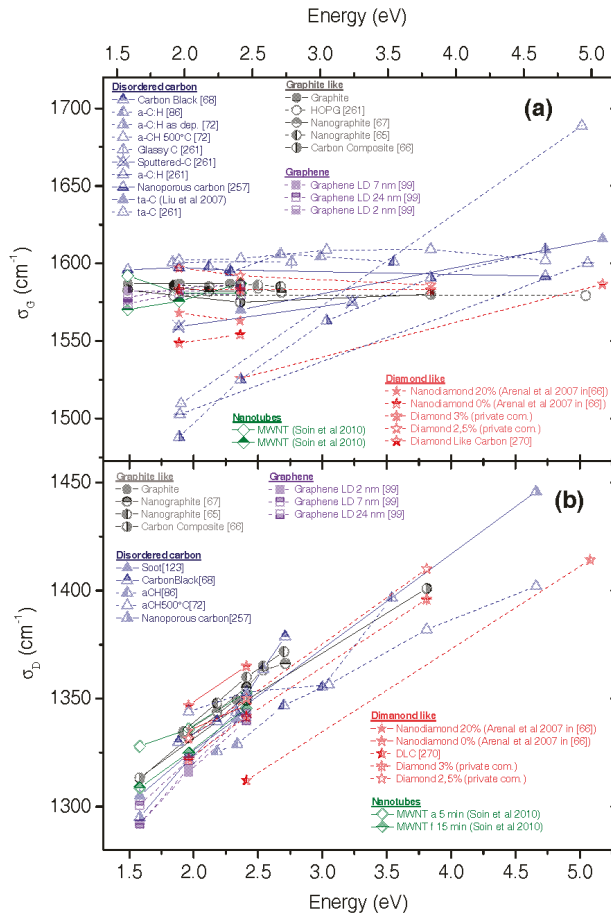 Energy (eV)
1.5 2.0 2.5 3.0 3.5 4.0 4.5 5.0
(a)
σG (cm-1)
1700
1650
1600
1550
1500
Disordered carbon
Carbon Black [68]
a-C:H [86]
a-C:H as dep. [72]
a-CH 500°C [72]
Glassy C [261]
Sputtered-C [261]
a-C:H [261]
Nanoporous carbon [257]
ta-C (Liu et al 2007)
ta-C [261]
Graphite like
Graphite
HOPG [261]
Nanographite [67]
Nanographite [65]
Carbon Composite [66]
Graphene
Graphene LD 7 nm [99]
Graphene LD 24 nm [99]
Graphene LD 2 nm [99]
Nanotubes
MWNT (Soin et al 2010)
MWNT (Soin et al 2010)
Diamond like
Nanodiamond 20% (Arenal et al 2007 in[66])
Nanodiamond 0% (Arenal et al 2007 in [66])
Diamond 3% (private com.)
Diamond 2,5% (private com.)
Diamond Like Carbon [270]
(b)
σD (cm-1)
1450
1400
1350
1300
Graphite like
Graphite
Nanographite [67]
Nanographite [65]
Carbon Composite [66]
Graphene
Graphene LD 2 nm [99]
Graphene LD 7 nm [99]
Graphene LD 24 nm [99]
Disordered carbon
Soot[123]
CarbonBlack[68]
aCH[86]
aCH500°C[72]
Nanoporous carbon[257]
Dimanond like
Nanodiamond 20% (Arenal et al 2007 in [66])
Nanodiamond 0% (Arenal et al 2007 in [66])
DLC [270]
Diamond 3% (private com.)
Diamond 2,5% (private com.)
Nanotubes
MWNT a 5 min (Soin et al 2010)
MWNT f 15 min (Soin et al 2010)
1.5 2.0 2.5 3.0 3.5 4.0 4.5 5.0
Energy (eV)